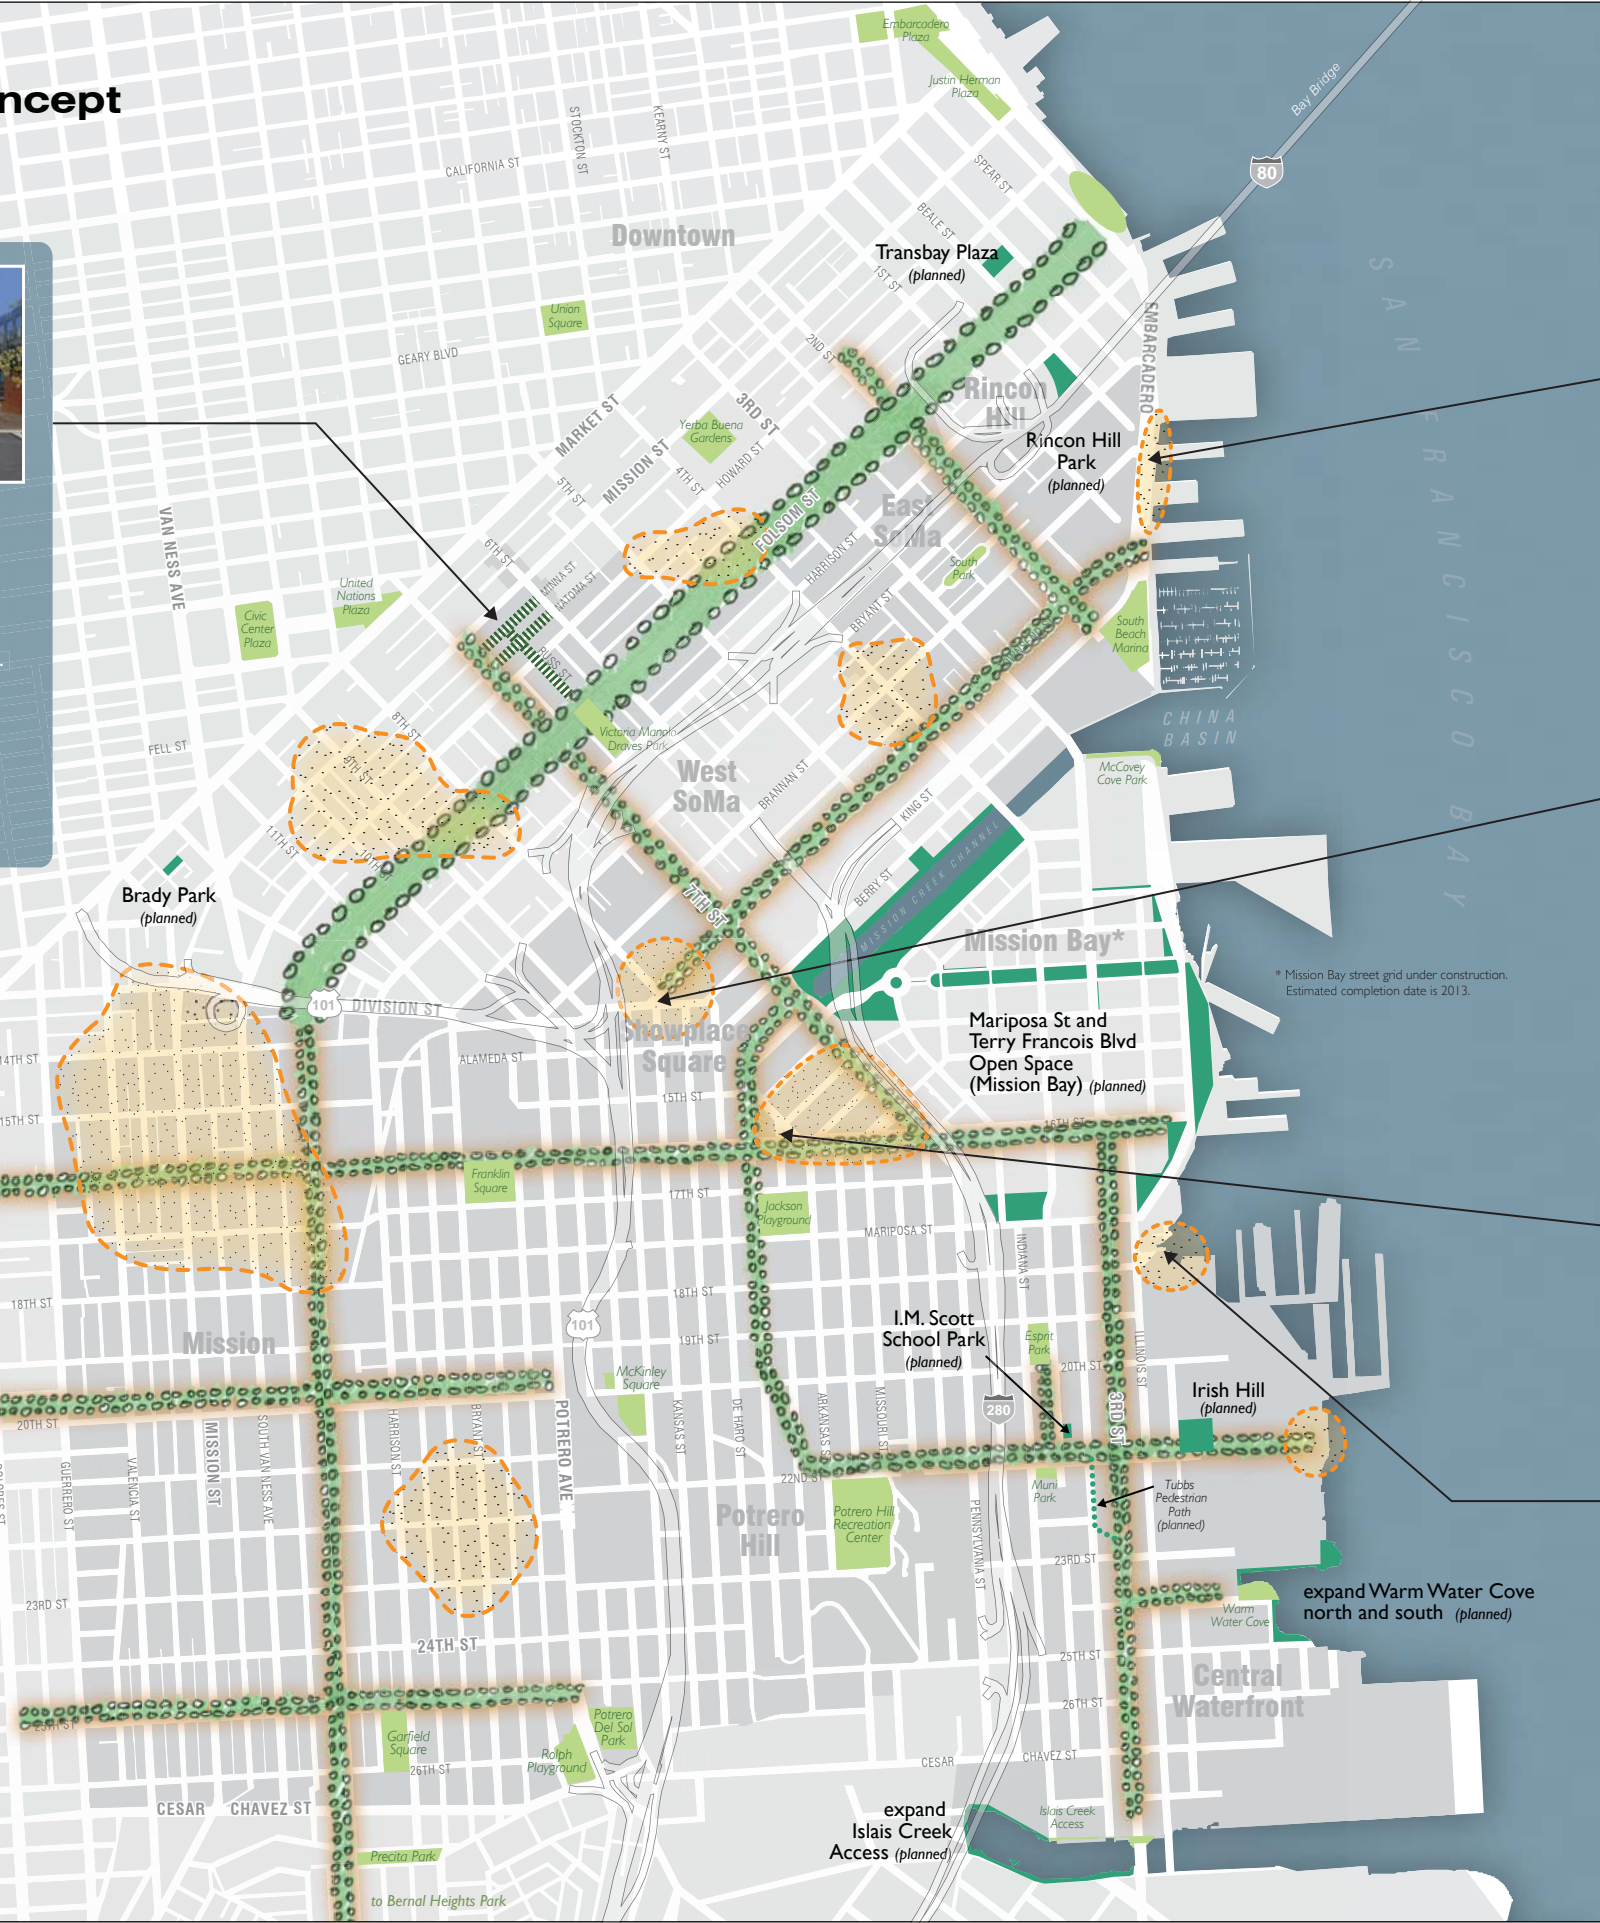 ncept
Embarcadero
Plaza
Justin Herman
Plaza
Bay Bridge
80
STOCKTON ST
KEARNY ST
CALIFORNIA ST
SPEAR ST
BEALE ST
Downtown
Transbay Plaza
(planned)
1ST ST
SAN FRANCISCO BAY
Union
Square
GEARY BLVD
2ND ST
EMBARCADERO
Rincon
Hill
MARKET ST
3RD ST
Yerba Buena
Gardens
MISSION ST
HOWARD ST
4TH ST
5TH ST
Rincon Hill
Park
(planned)
VAN NESS AVE
East
SoMa
FOLSOM ST
HARRISON ST
6TH ST
MINNA ST
NATOMA ST
RUSS ST
South
Park
BRYANT ST
United
Nations
Plaza
Civic
Center
Plaza
South
Beach
Marina
CHINA
BASIN
FELL ST
8TH ST
9TH ST
Victoria Manalo
Draves Park
West
SoMa
BRANNAN ST
KING ST
McCovey
Cove Park
11TH ST
10TH ST
BERRY ST
MISSION CREEK CHANNEL
Brady Park
(planned)
7TH ST
Mission Bay*
* Mission Bay street grid under construction.
Estimated completion date is 2013.
101
DIVISION ST
Showplace
Square
Mariposa St and
Terry Francois Blvd
Open Space
(Mission Bay) (planned)
14TH ST
ALAMEDA ST
15TH ST
15TH ST
16TH ST
Franklin
Square
17TH ST
Jackson
Playground
MARIPOSA ST
INDIANA ST
18TH ST
18TH ST
101
19TH ST
Mission
I.M. Scott
School Park
(planned)
Esprit
Park
20TH ST
ILLINOIS ST
McKinley
Square
Irish Hill
(planned)
280
3RD ST
20TH ST
MISSION ST
SOUTH VAN NESS AVE
HARRISON ST
BRYANT ST
POTRERO AVE
KANSAS ST
DE HARO ST
ARKANSAS S
MISSOURI ST
DOLORES ST
GUERRERO ST
VALENCIA ST
22ND ST
Muni
Park
Tubbs
Pedestrian
Path
(planned)
Potrero
Hill
Potrero Hill
Recreation
Center
PENNSYLVANIA ST
23RD ST
23RD ST
expand Warm Water Cove
north and south (planned)
Warm
Water Cove
24TH ST
25TH ST
Central
Waterfront
26TH ST
25TH ST
Garfield
Square
26TH ST
Potrero
Del Sol
Park
Rolph
Playground
CESAR
CHAVEZ ST
CESAR CHAVEZ ST
expand
Islais Creek
Access (planned)
Islais Creek
Access
Precita Park
to Bernal Heights Park